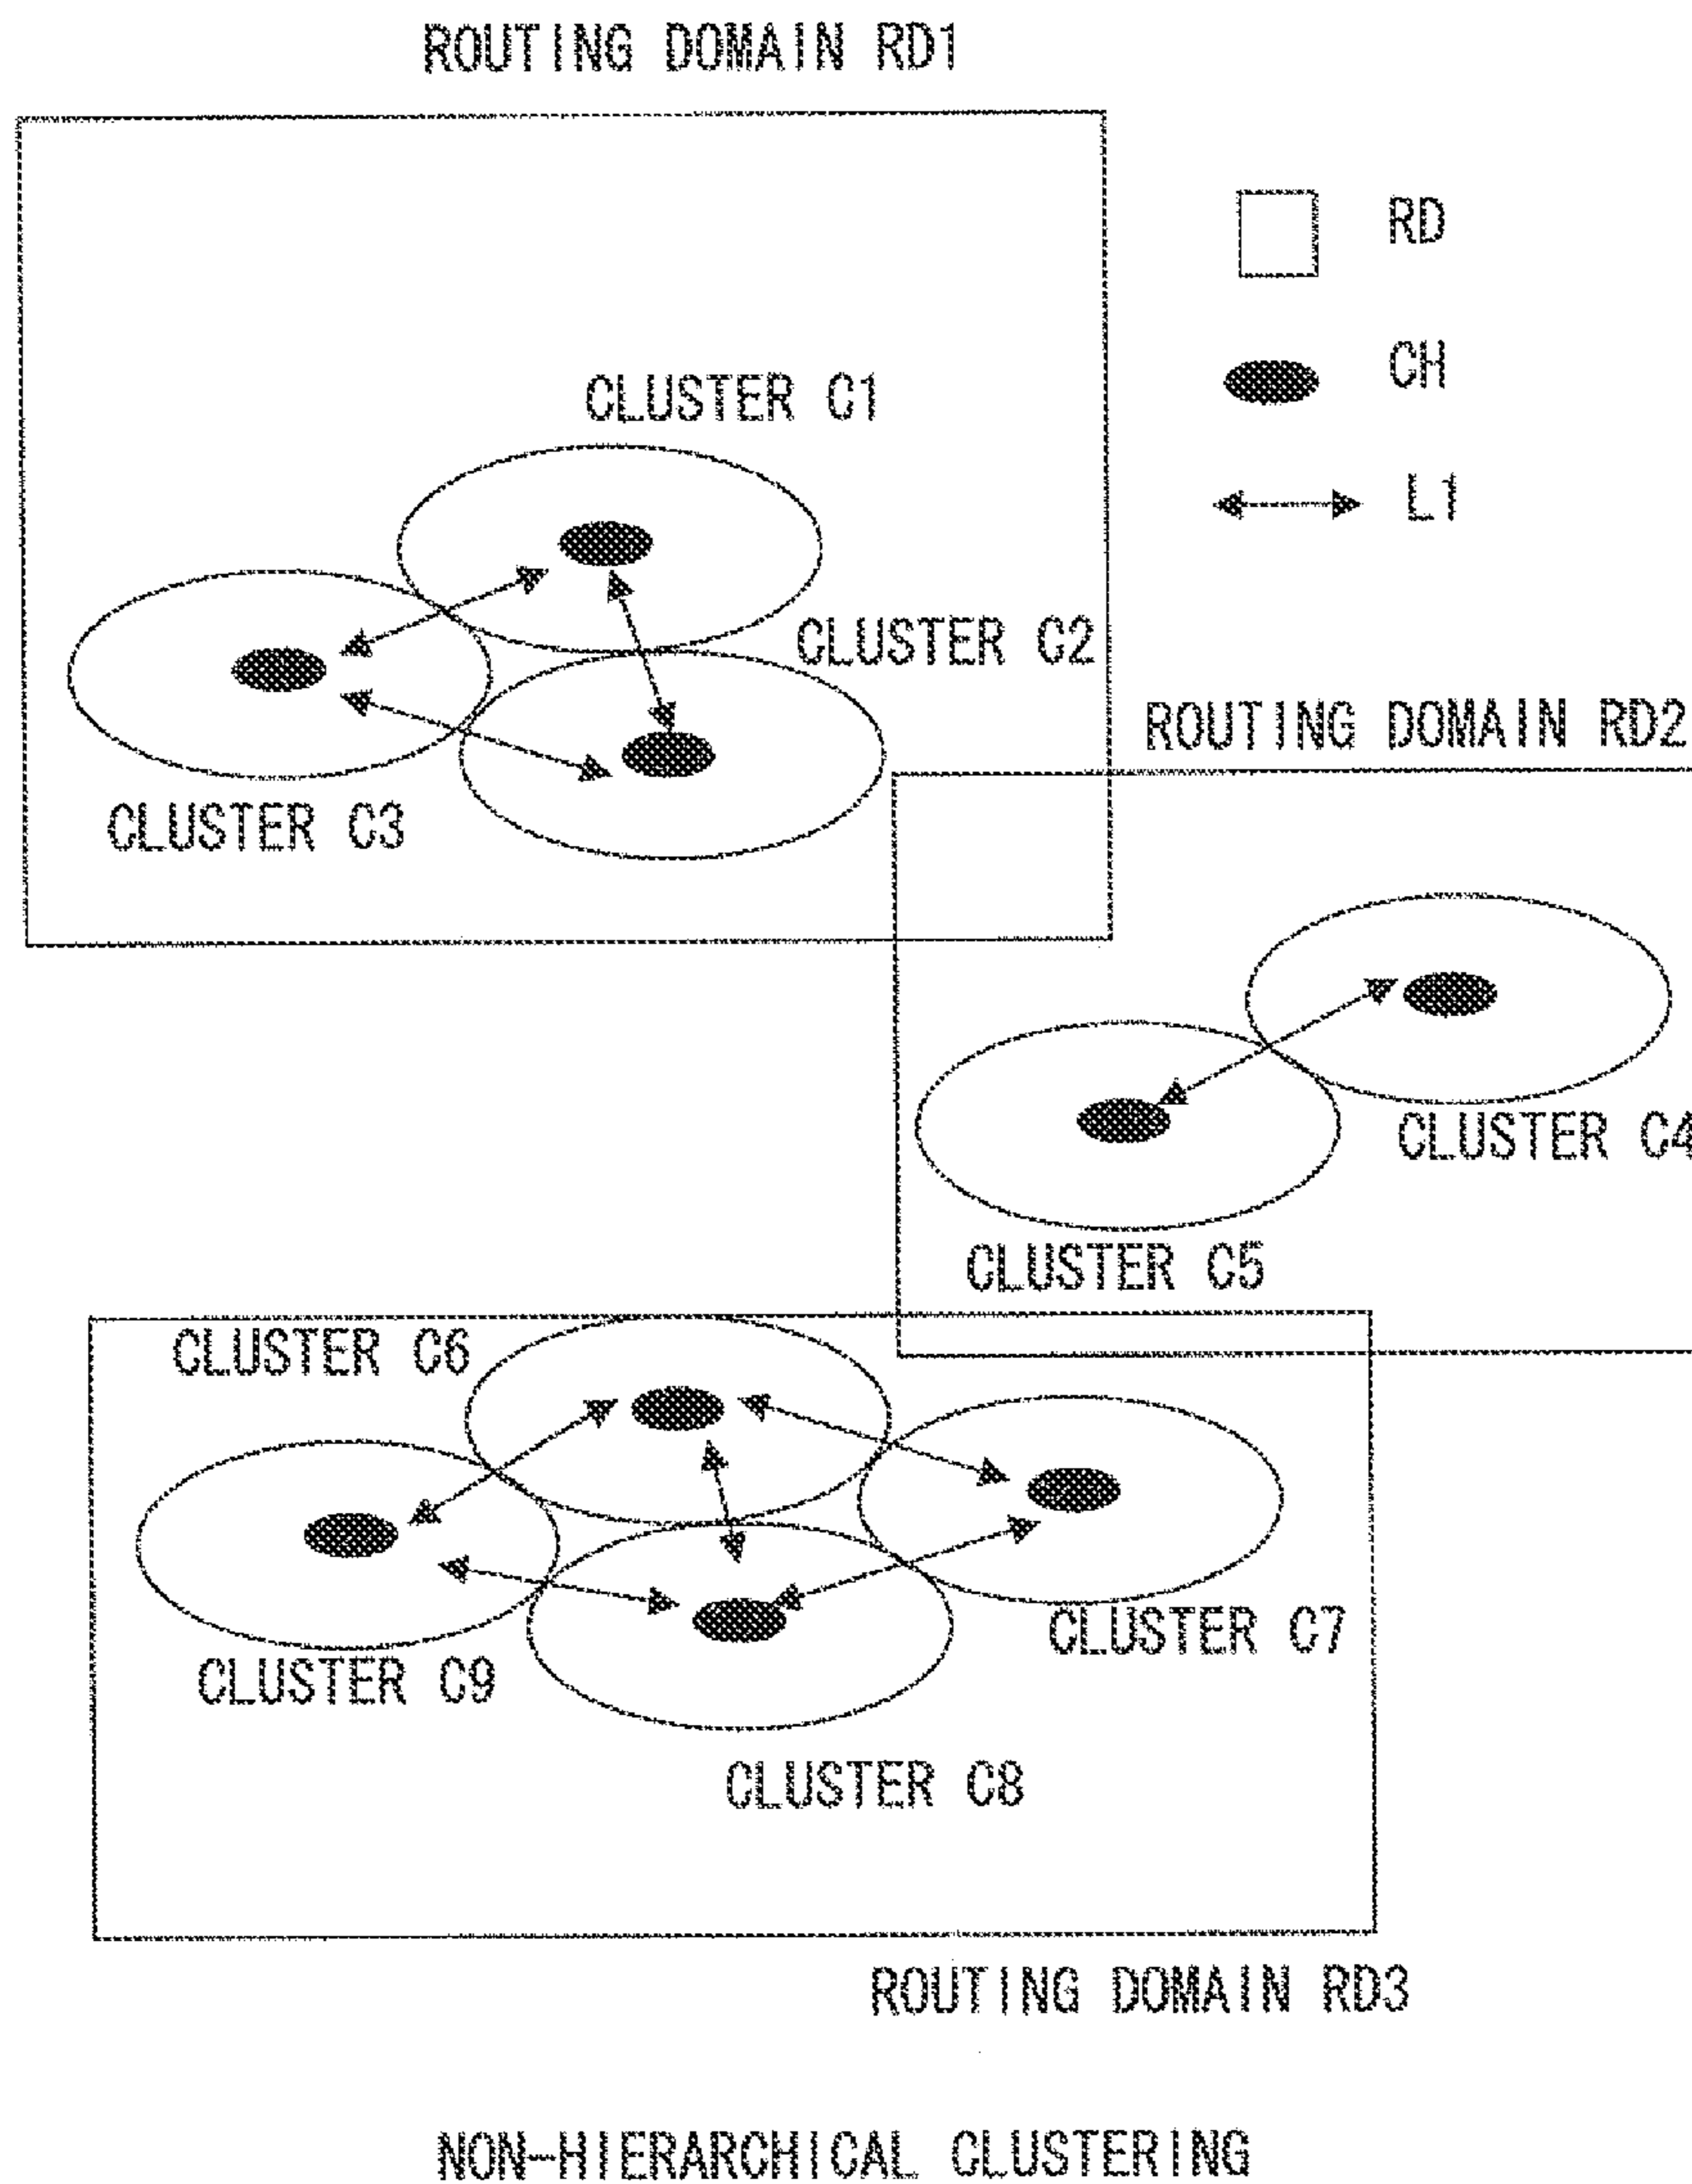 ROUTING DOMAIN RD1
RD
CH
L1
CLUSTER C1
CLUSTER C2
CLUSTER C3
ROUTING DOMAIN RD2
CLUSTER C4
CLUSTER C5
CLUSTER C6
CLUSTER C7
CLUSTER C9
CLUSTER C8
ROUTING DOMAIN RD3
NON-HIERARCHICAL CLUSTERING